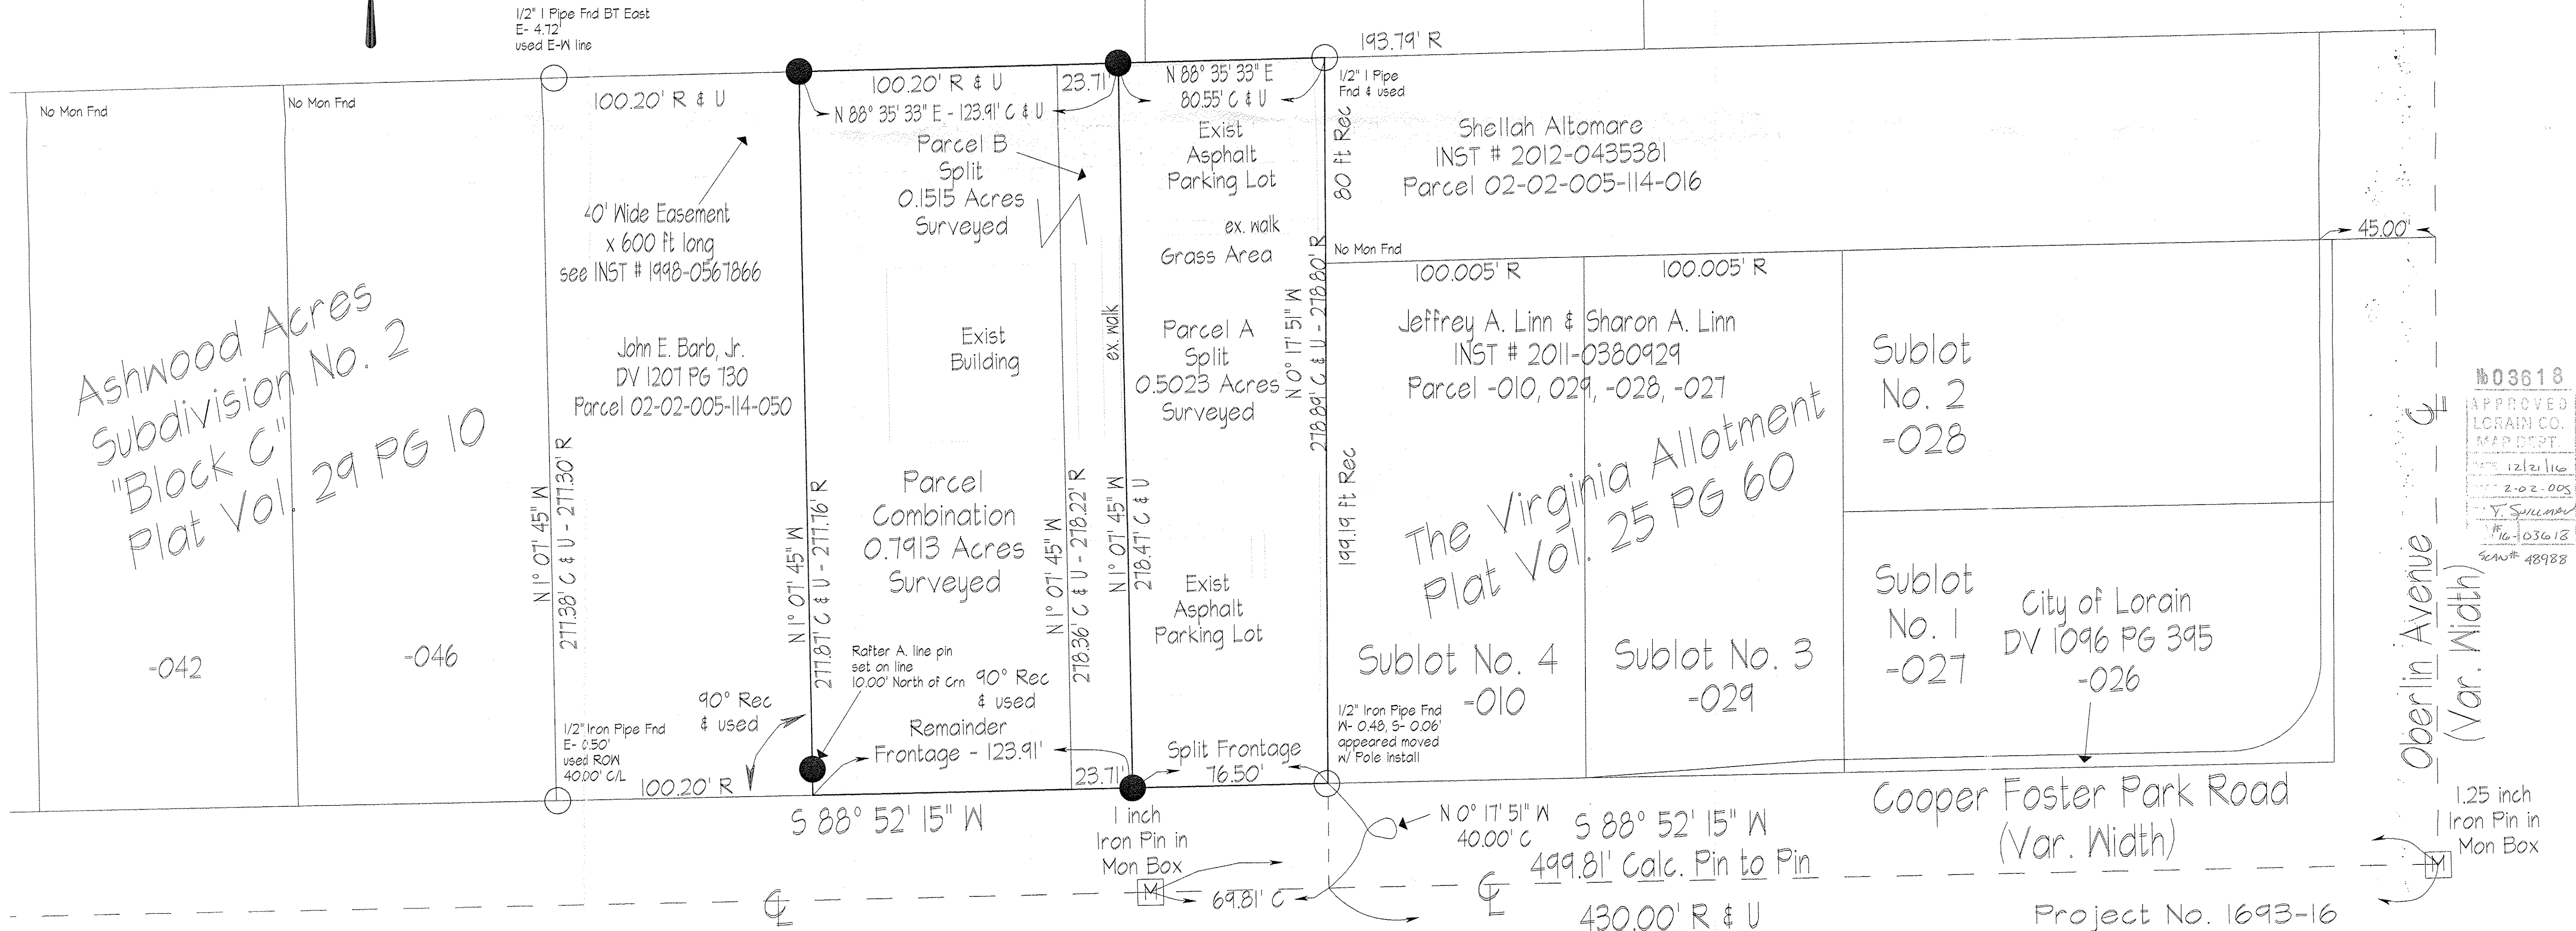 1/2" I Pipe Fnd BT East
E- 4.72'
used E-W line
193.79' R
No Mon Fnd
No Mon Fnd
100.20' R & U
100.20' R & U
23.71'
N 88° 35' 33" E - 123.91' C & U
N 88° 35' 33" E
80.55' C & U
1/2" I Pipe
Fnd & used
80 ft Rec
Shellah Altomare
INST # 2012-0435381
Parcel 02-02-005-114-016
45.00'
Parcel B
Split
0.1515 Acres
Surveyed
Exist
Asphalt
Parking Lot
ex. walk
Grass Area
40' Wide Easement
x 600 ft long
see INST # 1998-0567866
No Mon Fnd
100.005' R
100.005' R
Ashwood Acres
Subdivision No. 2
"Block C"
Plat Vol. 29 PG 10
John E. Barb, Jr.
DV 1207 PG 730
Parcel 02-02-005-114-050
Exist
Building
ex. walk
Parcel A
Split
0.5023 Acres
Surveyed
N 0° 17' 51" W
278.89' C & U - 278.80' R
Jeffrey A. Linn & Sharon A. Linn
INST # 2011-0380929
Parcel -010, 029, -028, -027
The Virginia Allotment
Plat Vol. 25 PG 60
Sublot
No. 2
-028
№ 03618
APPROVED
LORAIN CO.
MAP DEPT.
12/21/16
2-02-005
#16-03618
SCAN# 48988
N 1° 07' 45" W
277.38' C & U - 277.30' R
N 1° 07' 45" W
277.87' C & U - 277.76' R
Parcel
Combination
0.7913 Acres
Surveyed
N 1° 07' 45" W
278.36' C & U - 278.22' R
N 1° 07' 45" W
278.47' C & U
199.19 ft Rec
Exist
Asphalt
Parking Lot
Sublot
No. 1
-027
City of Lorain
DV 1096 PG 395
-026
Oberlin Avenue
(Var. Width)
-042
-046
Rafter A. line pin
set on line
10.00' North of Crn
90° Rec
& used
90° Rec
& used
Sublot No. 4
-010
Sublot No. 3
-029
1/2" Iron Pipe Fnd
E- 0.50'
used ROW
40.00' C/L
Remainder
Frontage - 123.91'
Split Frontage
76.50'
1/2" Iron Pipe Fnd
W- 0.48, S- 0.06'
appeared moved
w/ Pole install
100.20' R
23.71'
S 88° 52' 15" W
1 inch
Iron Pin in
Mon Box
M
69.81' C
N 0° 17' 51" W
40.00' C
S 88° 52' 15" W
499.81' Calc. Pin to Pin
430.00' R & U
Cooper Foster Park Road
(Var. Width)
1.25 inch
Iron Pin in
Mon Box
M
Project No. 1693-16